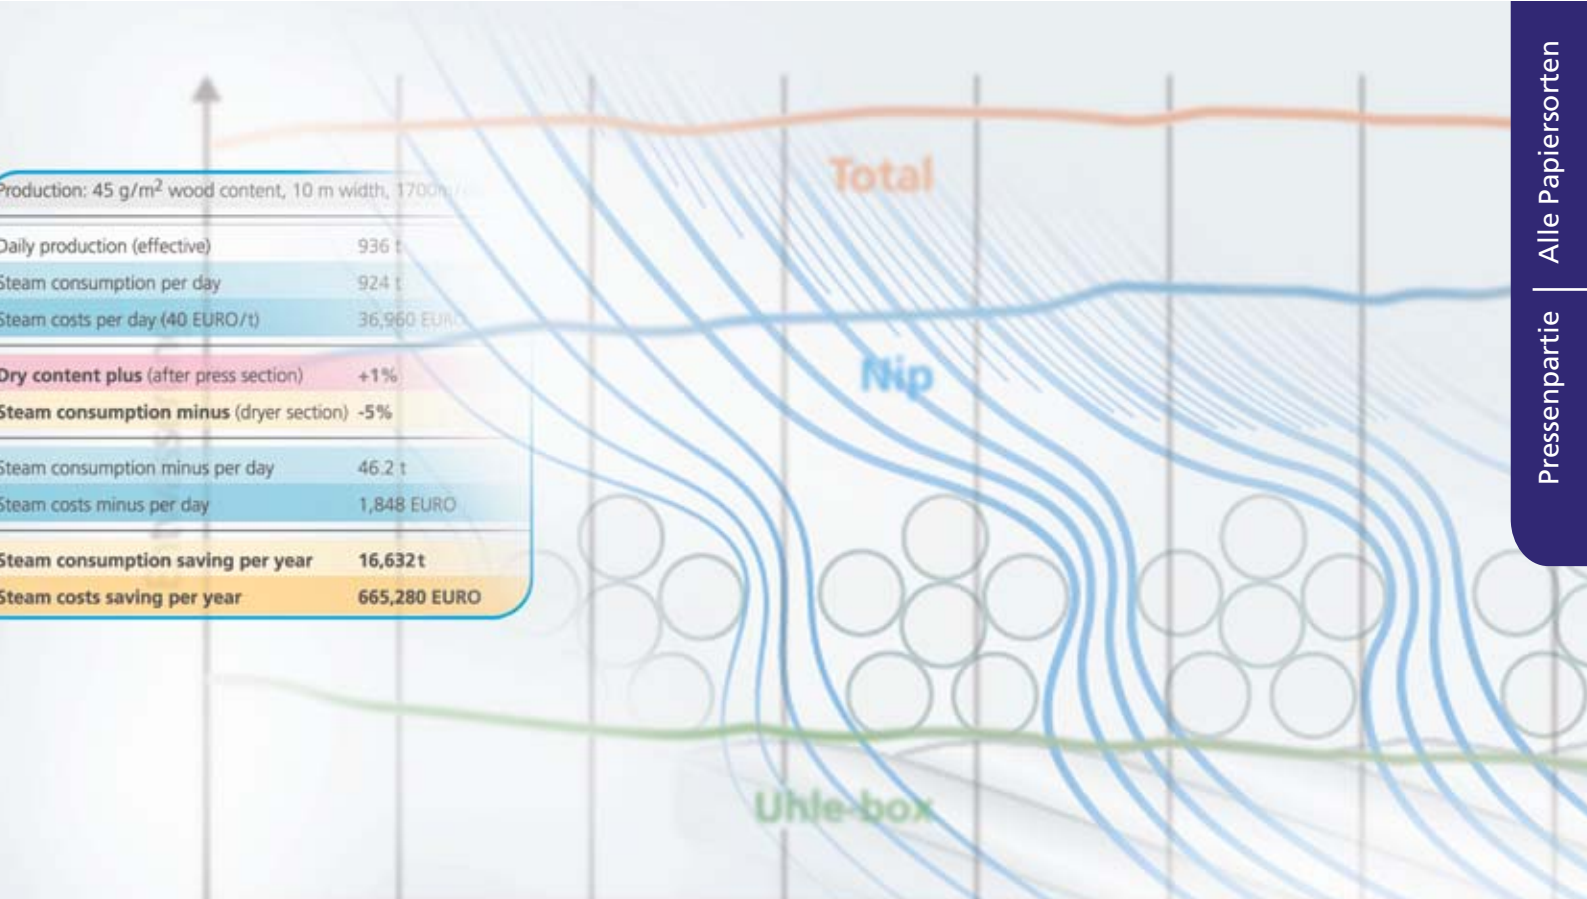 Production: 45 g/m² wood content, 10 m width, 1700m/
Daily production (effective) 936 t
Steam consumption per day 924 t
Steam costs per day (40 EURO/t) 36,960 EURO
Dry content plus (after press section) +1%
Steam consumption minus (dryer section) -5%
Steam consumption minus per day 46.2 t
Steam costs minus per day 1,848 EURO
Steam consumption saving per year 16,632 t
Steam costs saving per year 665,280 EURO
Total
Nip
Uhle-box
Pressenpartie
Alle Papiersorten